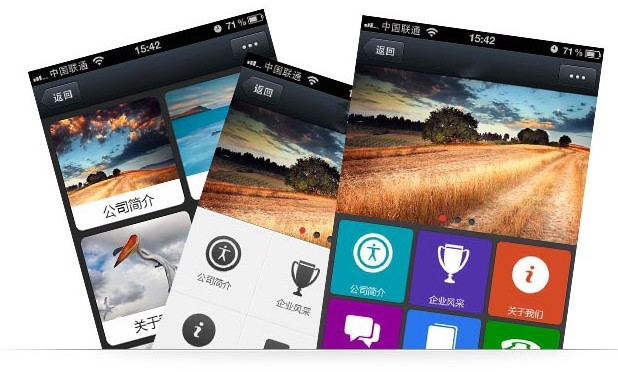 中国联通 15:42 71%
返回
公司简介
关于
中国联通
返回
公司简介
企业风采
中国联通 15:42 71%
返回
公司简介
企业风采
关于我们